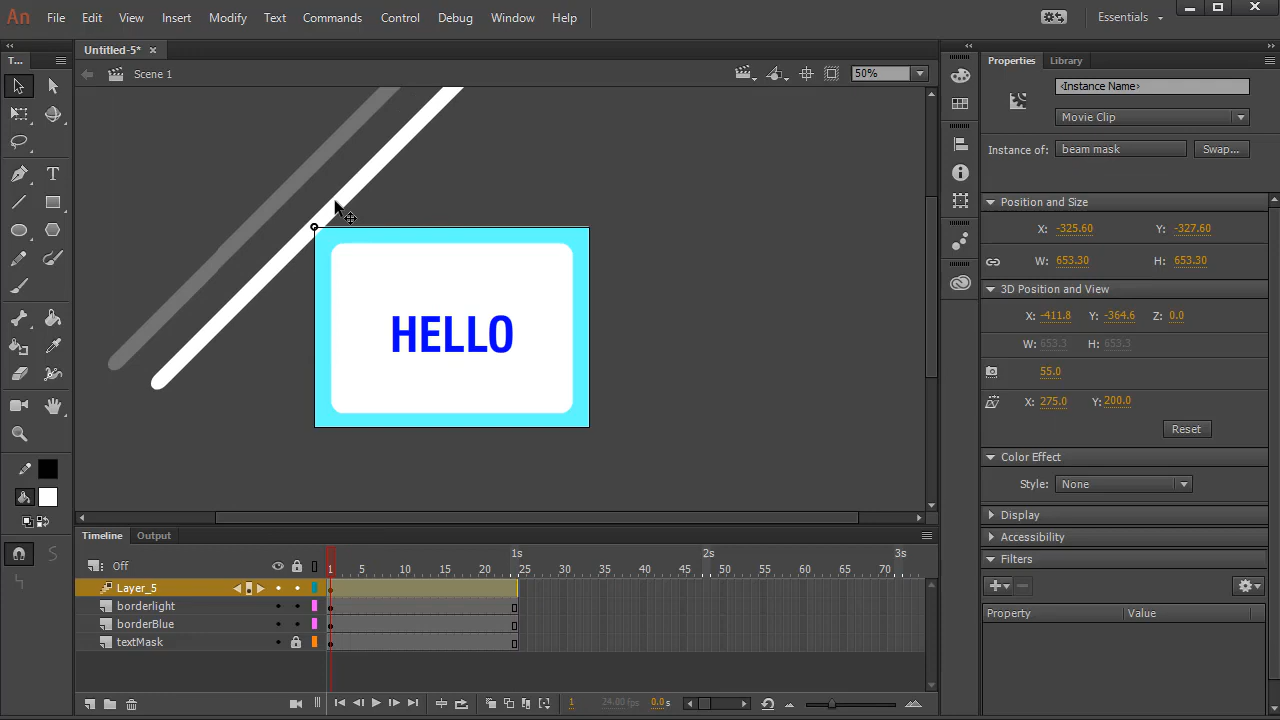 An File Edit View Insert Modify Text Commands Control Debug Window Help Essentials
Untitled-5*
T...
Properties Library
Scene 1
50%
<Instance Name>
Movie Clip
Instance of: beam mask Swap...
Position and Size
X: -325.60 Y: -327.60
W: 653.30 H: 653.30
3D Position and View
X: -411.8 Y: -364.6 Z: 0.0
W: 653.3 H: 653.3
55.0
X: 275.0 Y: 200.0
Reset
Color Effect
Style: None
Display
Accessibility
Filters
Property Value
HELLO
T
Timeline Output
1s 2s 3s
Off 1 5 10 15 20 25 30 35 40 45 50 55 60 65 70
Layer_5
borderlight
borderBlue
textMask
1 24.00 fps 0.0 s